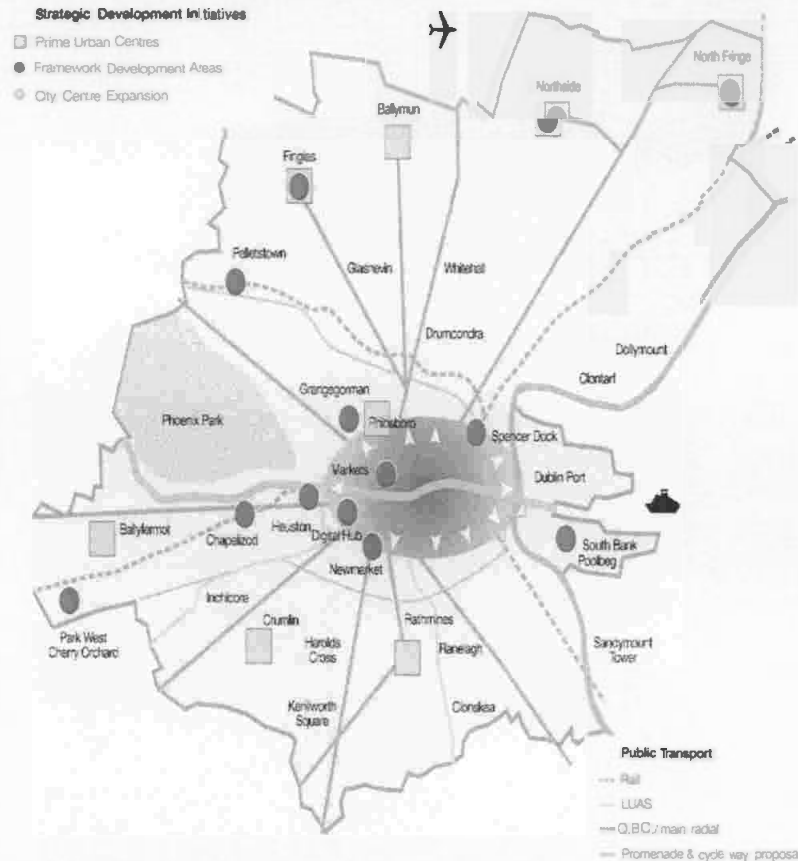 Strategic Development Initiatives
Prime Urban Centres
Framework Development Areas
City Centre Expansion
North Fringe
Northside
Ballymun
Finglas
Pelletstown
Glasnevin
Whitehall
Drumcondra
Dollymount
Clontarf
Grangegorman
Phibsboro
Phoenix Park
Spencer Dock
Markets
Dublin Port
Heuston
Ballyfermot
Chapelizod
Digital Hub
South Bank
Poolbeg
Newmarket
Inchicore
Park West
Cherry Orchard
Crumlin
Rathmines
Harolds
Cross
Ranelagh
Sandymount
Tower
Kenilworth
Square
Clonskea
Public Transport
Rail
LUAS
Q.B.C./main radial
Promenade & cycle way proposa